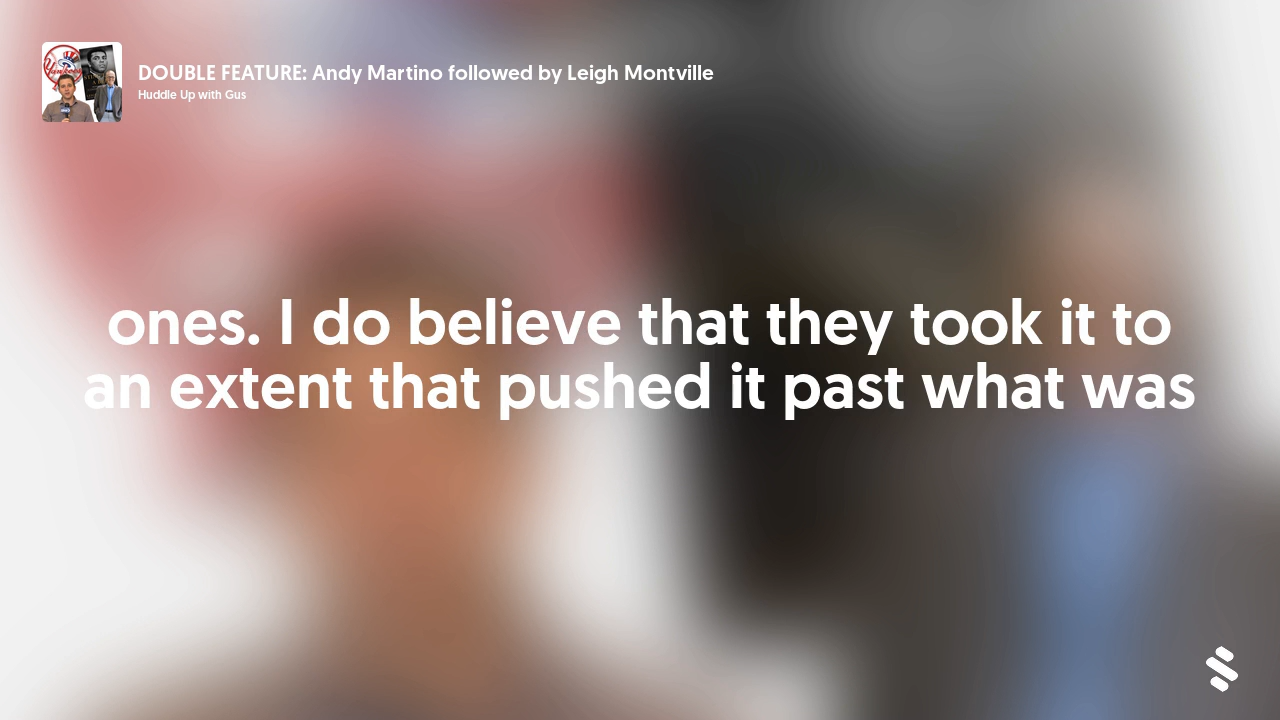 DOUBLE FEATURE: Andy Martino followed by Leigh Montville
Huddle Up with Gus
ones. I do believe that they took it to
an extent that pushed it past what was